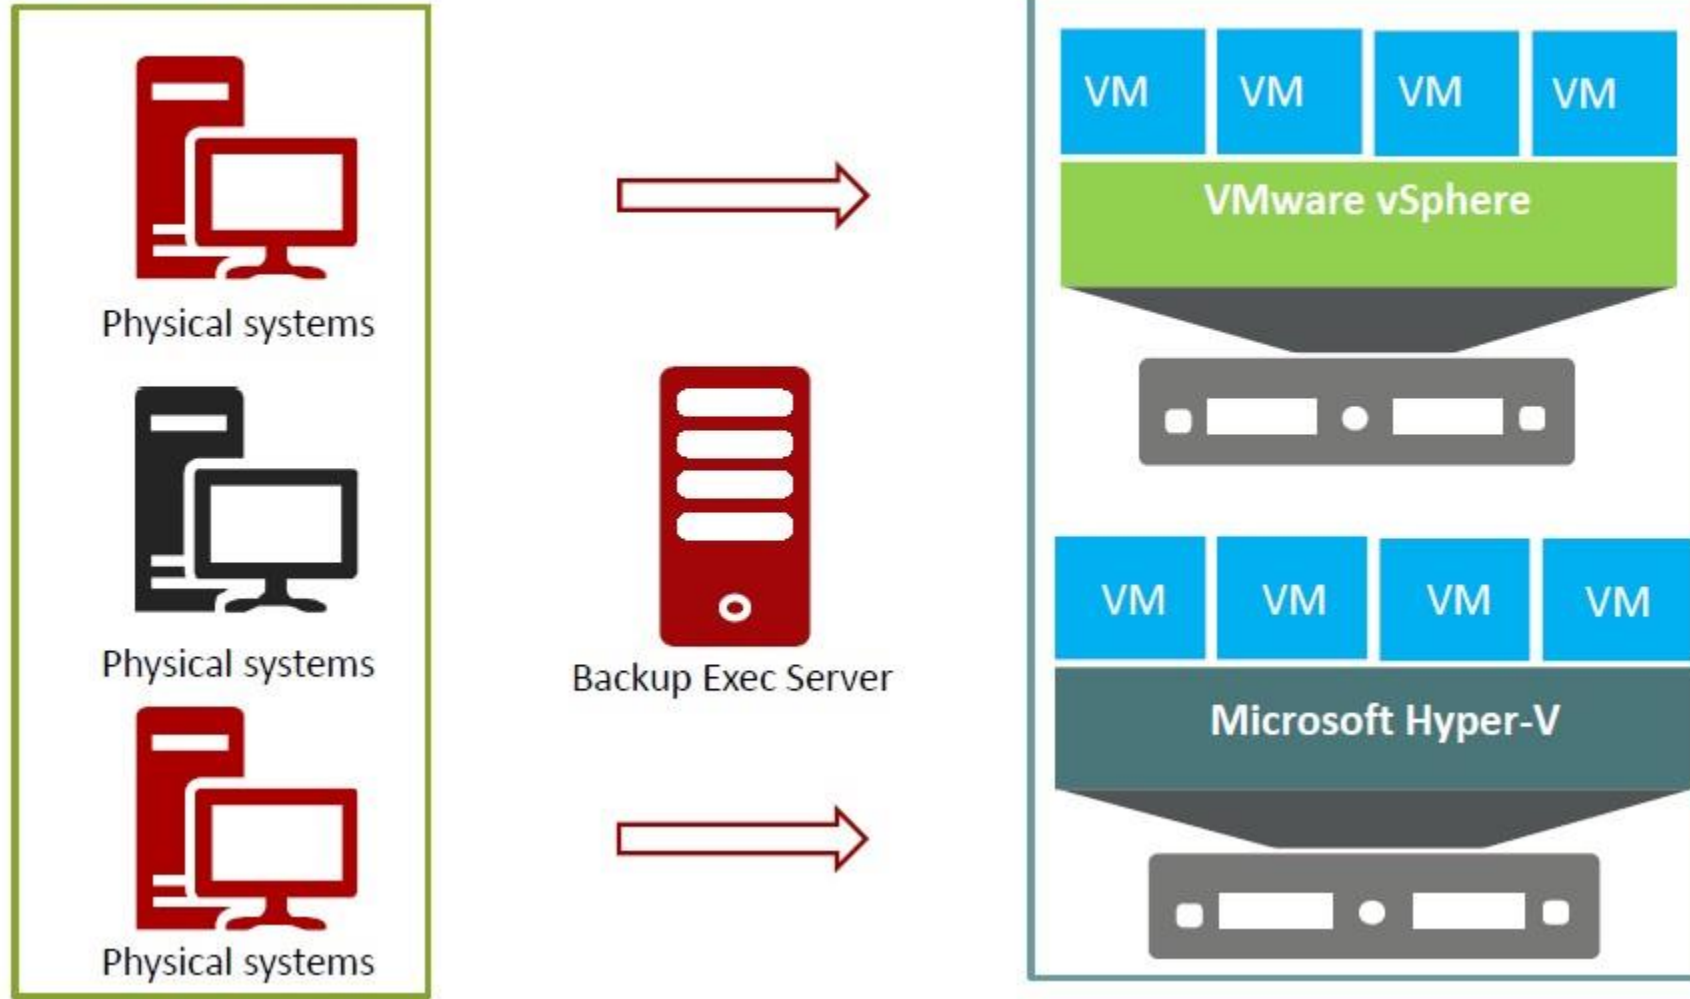 Physical systems
Physical systems
Physical systems
Backup Exec Server
VM VM VM VM
VMware vSphere
VM VM VM VM
Microsoft Hyper-V